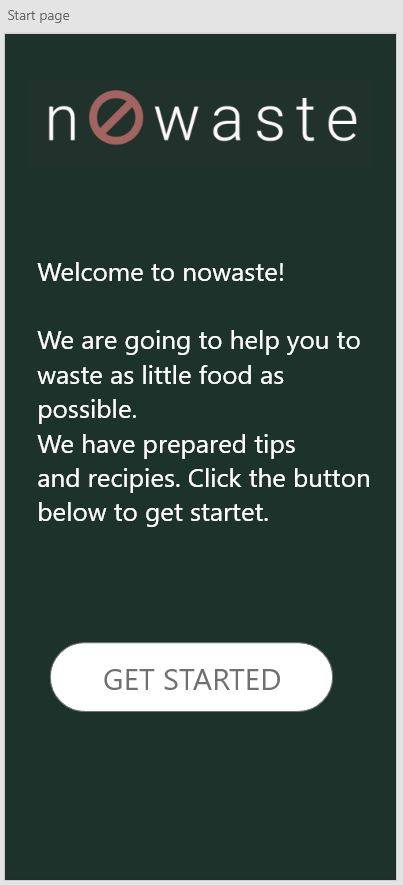 Start page
nowaste
Welcome to nowaste!
We are going to help you to
waste as little food as
possible.
We have prepared tips
and recipies. Click the button
below to get startet.
GET STARTED